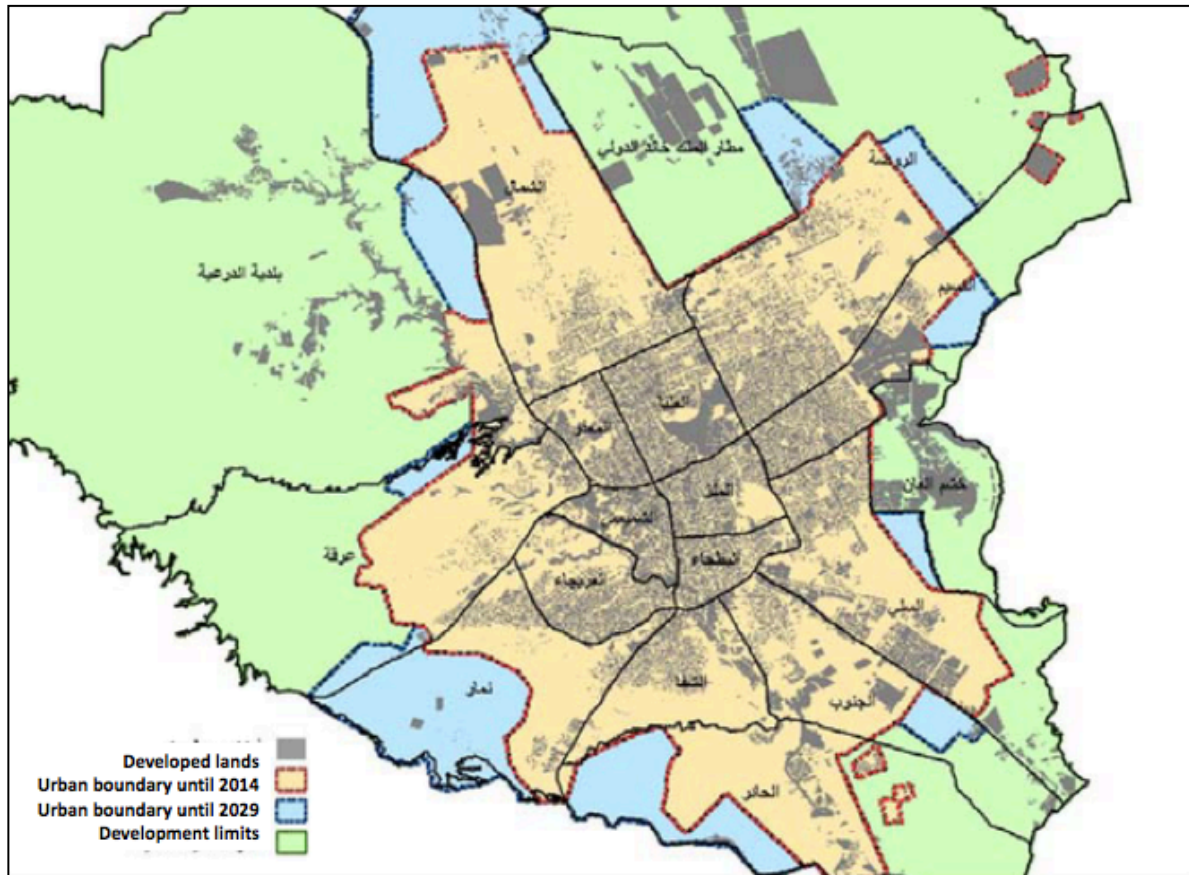 مطار الملك خالد الدولي
الروضة
الشمال
بلدية الدرعية
النسيم
العليا
المعذر
الملز
خشم العان
الشميسي
عرقة
البطحاء
العريجاء
السلي
نمار
الشفا
الجنوب
الحائر
Developed lands
Urban boundary until 2014
Urban boundary until 2029
Development limits